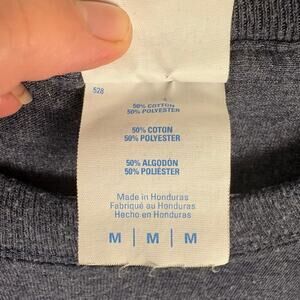 528
50% COTTON
50% POLYESTER
50% COTON
50% POLYESTER
50% ALGODÓN
50% POLIÉSTER
Made in Honduras
Fabriqué au Honduras
Hecho en Honduras
M | M | M